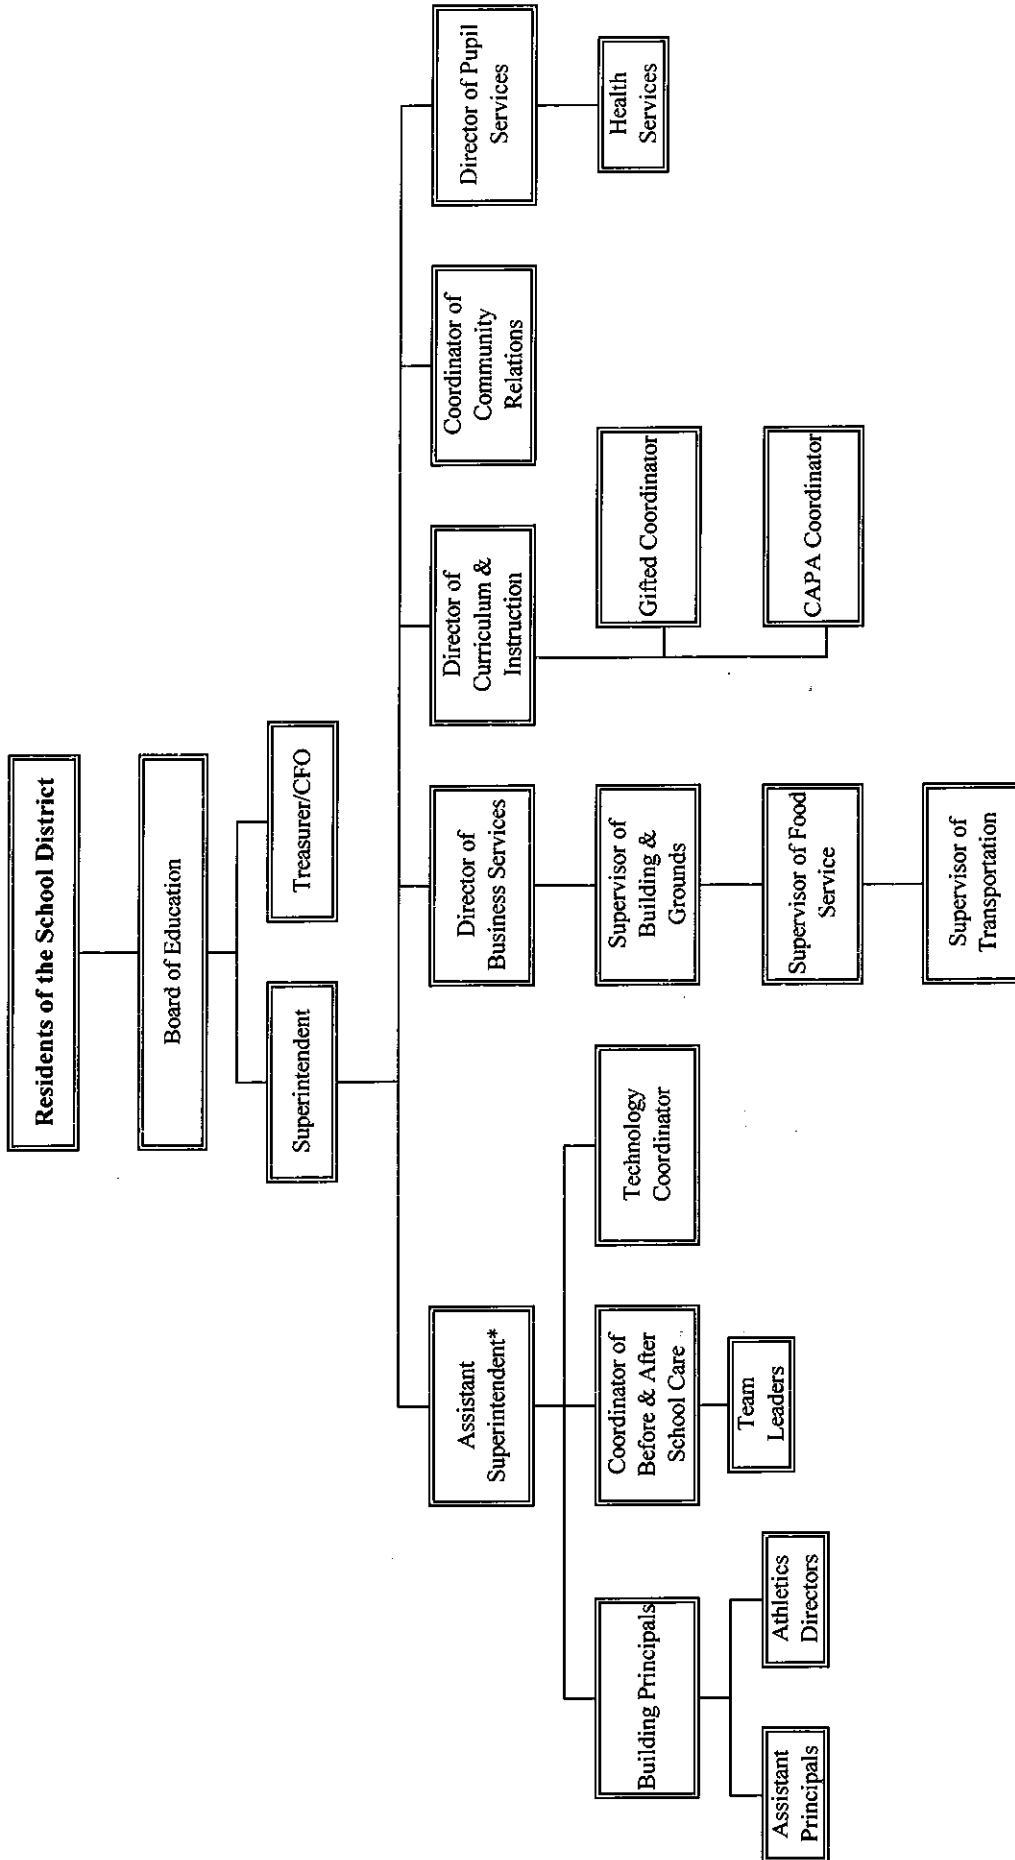 Residents of the School District
Board of Education
Superintendent
Treasurer/CFO
Assistant
Superintendent*
Director of
Business Services
Director of
Curriculum &
Instruction
Coordinator of
Community
Relations
Director of Pupil
Services
Building Principals
Coordinator of
Before & After
School Care
Technology
Coordinator
Supervisor of
Building &
Grounds
Gifted Coordinator
Health
Services
Assistant
Principals
Athletics
Directors
Team
Leaders
Supervisor of Food
Service
CAPA Coordinator
Supervisor of
Transportation